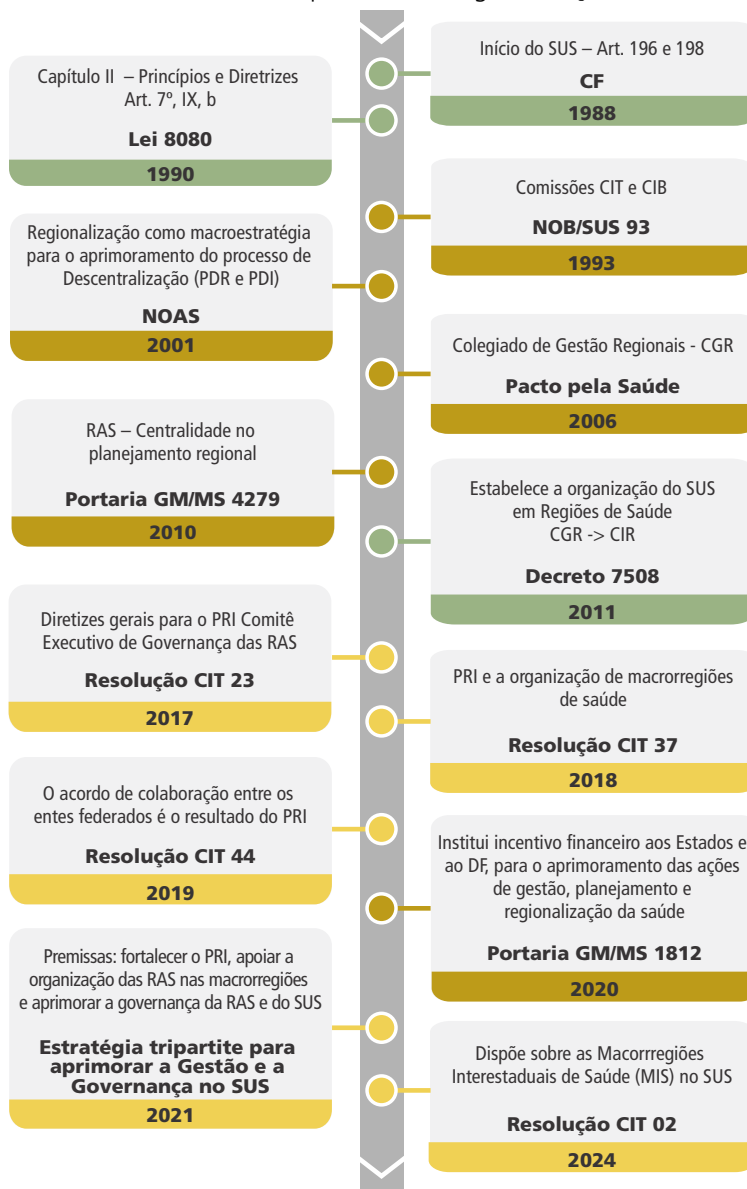 Início do SUS – Art. 196 e 198
CF
1988
Capítulo II – Princípios e Diretrizes
Art. 7º, IX, b
Lei 8080
1990
Comissões CIT e CIB
NOB/SUS 93
1993
Regionalização como macroestratégia
para o aprimoramento do processo de
Descentralização (PDR e PDI)
NOAS
2001
Colegiado de Gestão Regionais - CGR
Pacto pela Saúde
2006
RAS – Centralidade no
planejamento regional
Portaria GM/MS 4279
2010
Estabelece a organização do SUS
em Regiões de Saúde
CGR -> CIR
Decreto 7508
2011
Diretizes gerais para o PRI Comitê
Executivo de Governança das RAS
Resolução CIT 23
2017
PRI e a organização de macrorregiões
de saúde
Resolução CIT 37
2018
O acordo de colaboração entre os
entes federados é o resultado do PRI
Resolução CIT 44
2019
Institui incentivo financeiro aos Estados e
ao DF, para o aprimoramento das ações
de gestão, planejamento e
regionalização da saúde
Portaria GM/MS 1812
2020
Premissas: fortalecer o PRI, apoiar a
organização das RAS nas macrorregiões
e aprimorar a governança da RAS e do SUS
Estratégia tripartite para
aprimorar a Gestão e a
Governança no SUS
2021
Dispõe sobre as Macorrregiões
Interestaduais de Saúde (MIS) no SUS
Resolução CIT 02
2024